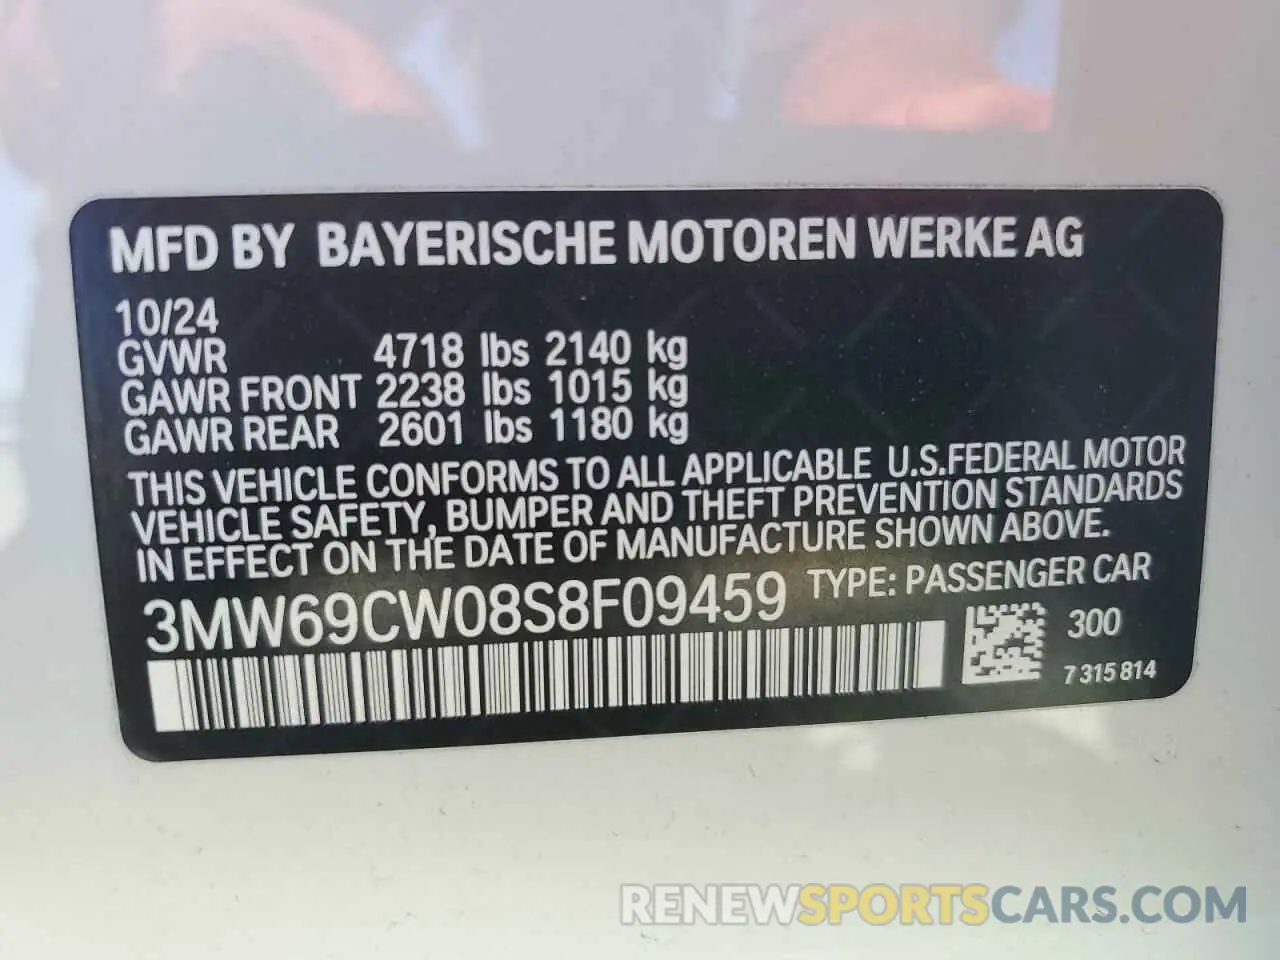 MFD BY BAYERISCHE MOTOREN WERKE AG
10/24
GVWR 4718 lbs 2140 kg
GAWR FRONT 2238 lbs 1015 kg
GAWR REAR 2601 lbs 1180 kg
THIS VEHICLE CONFORMS TO ALL APPLICABLE U.S.FEDERAL MOTOR
VEHICLE SAFETY, BUMPER AND THEFT PREVENTION STANDARDS
IN EFFECT ON THE DATE OF MANUFACTURE SHOWN ABOVE.
3MW69CW08S8F09459 TYPE: PASSENGER CAR
300
7 315 814
RENEWSPORTSCARS.COM